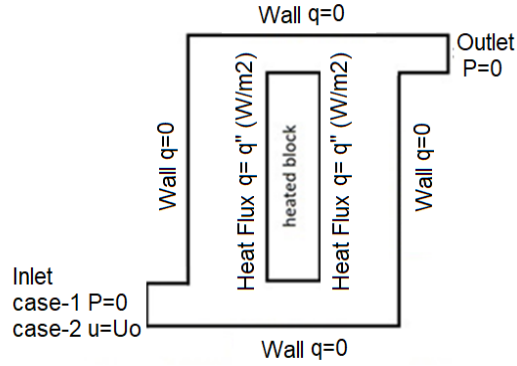 Wall q=0
Outlet
P=0
Wall q=0
Heat Flux q= q" (W/m2)
heated block
Heat Flux q= q" (W/m2)
Wall q=0
Inlet
case-1 P=0
case-2 u=Uo
Wall q=0